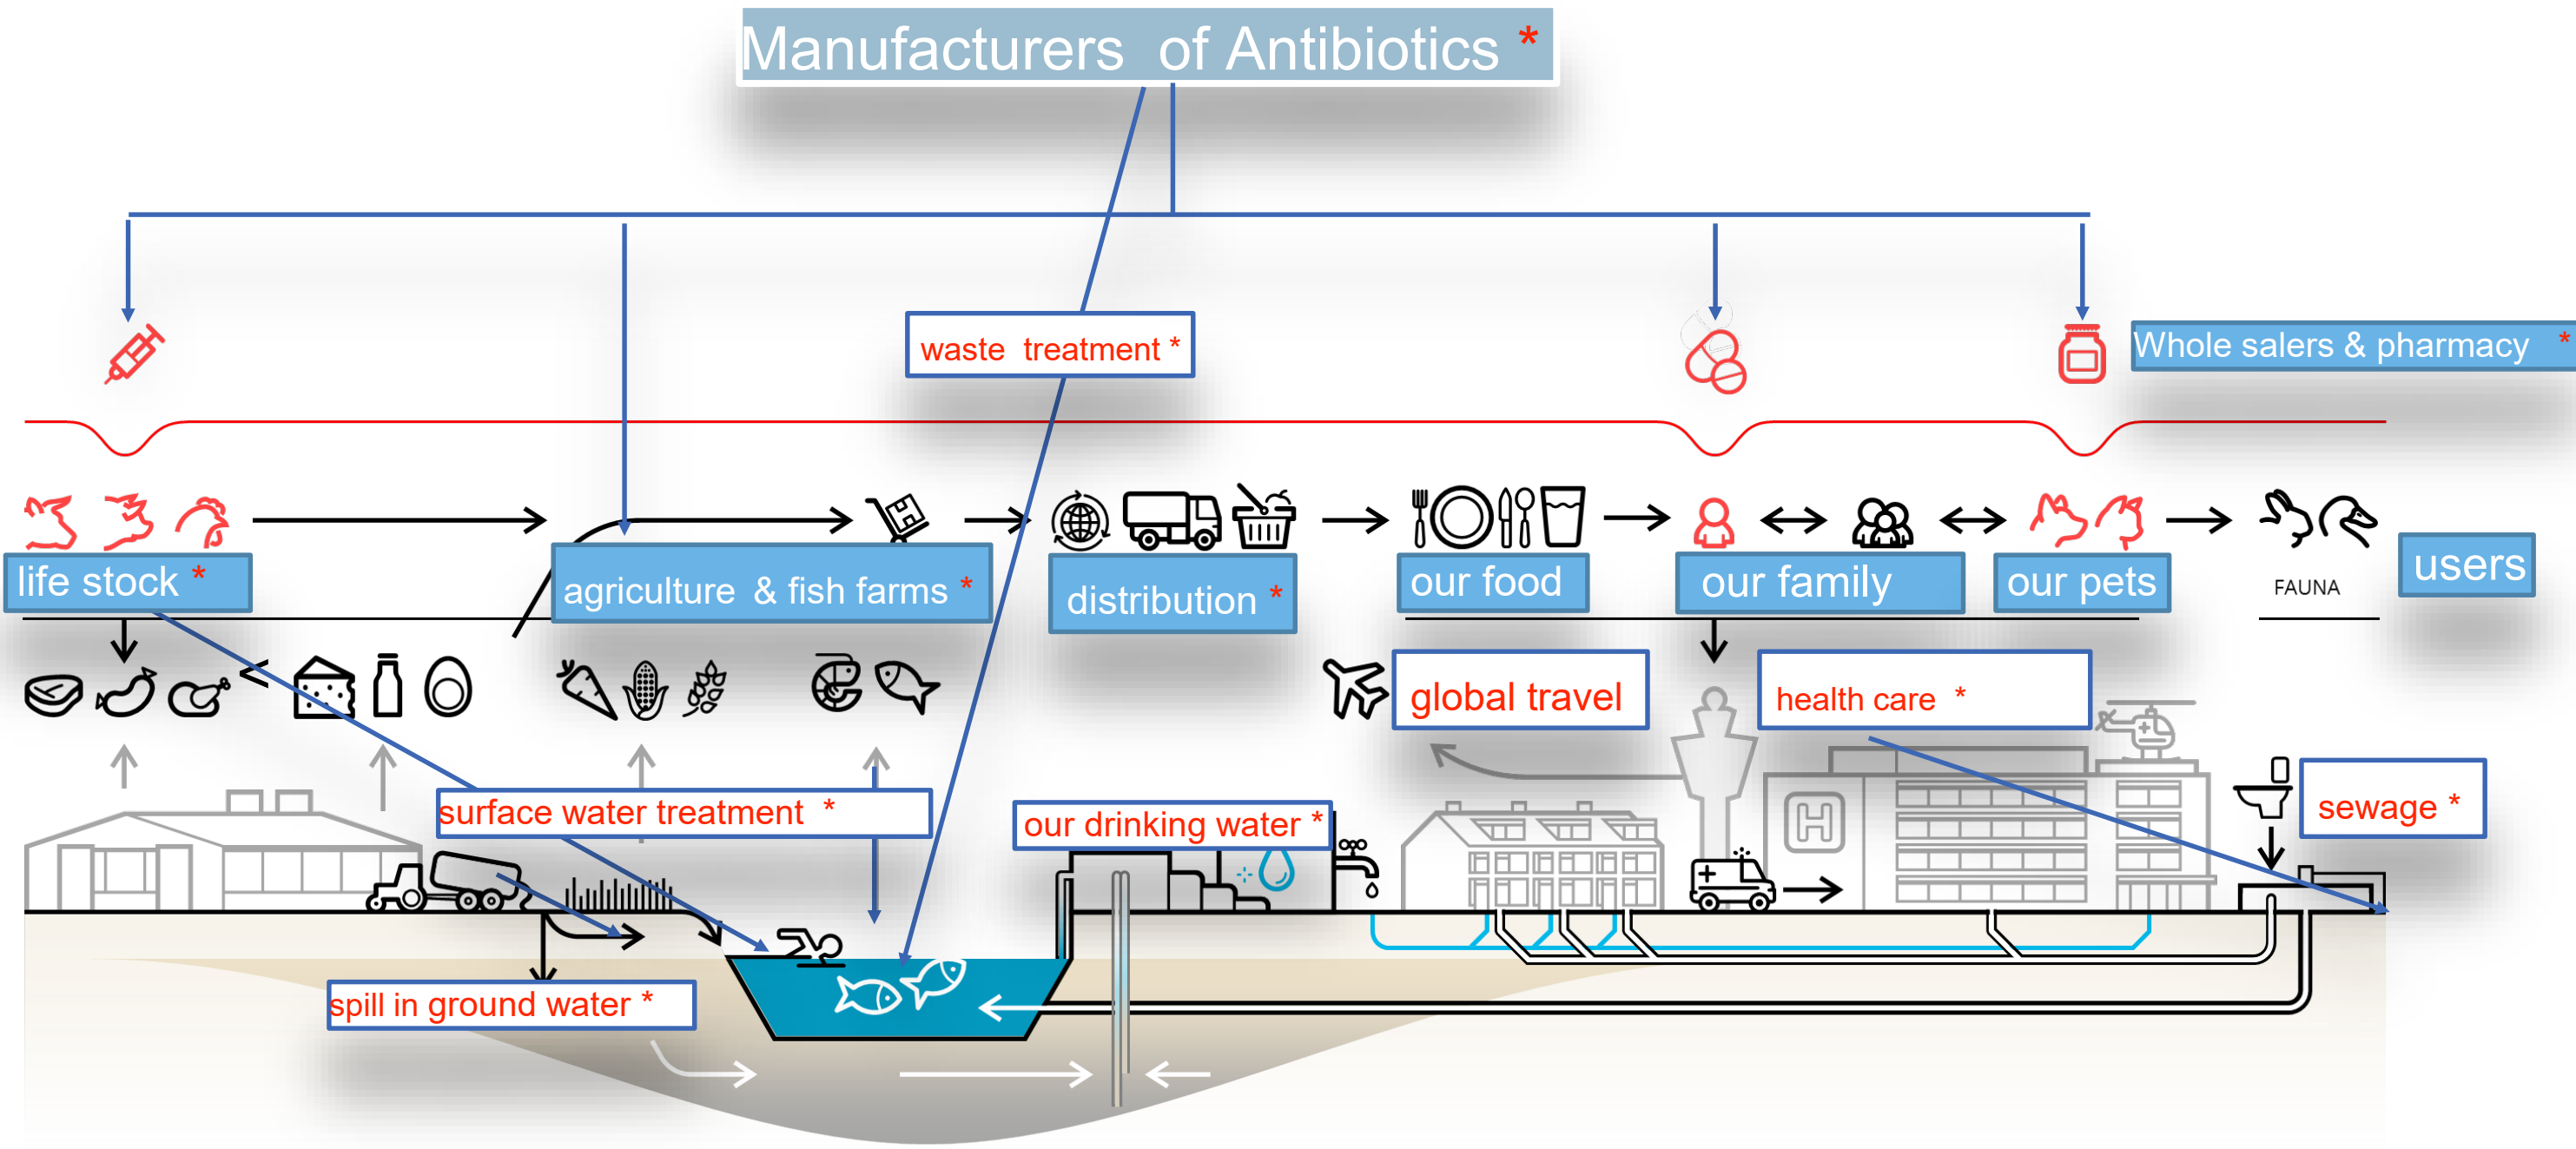 Manufacturers of Antibiotics *
waste treatment *
Whole salers & pharmacy *
life stock *
agriculture & fish farms *
distribution *
our food
our family
our pets
FAUNA
users
global travel
health care *
surface water treatment *
our drinking water *
sewage *
H
spill in ground water *